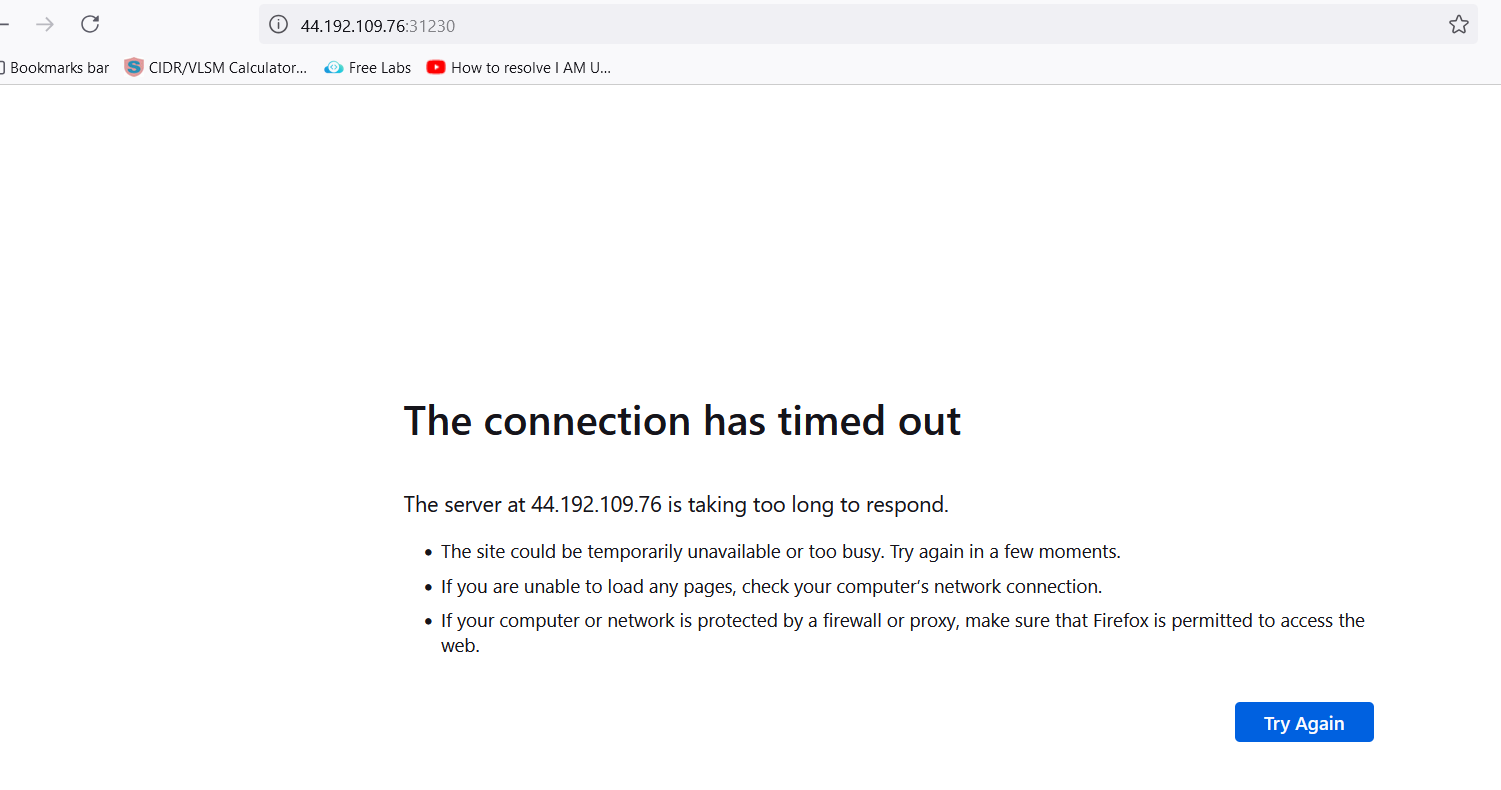 44.192.109.76:31230
Bookmarks bar CIDR/VLSM Calculator... Free Labs How to resolve I AM U...
The connection has timed out
The server at 44.192.109.76 is taking too long to respond.
• The site could be temporarily unavailable or too busy. Try again in a few moments.
• If you are unable to load any pages, check your computer’s network connection.
• If your computer or network is protected by a firewall or proxy, make sure that Firefox is permitted to access the
web.
Try Again